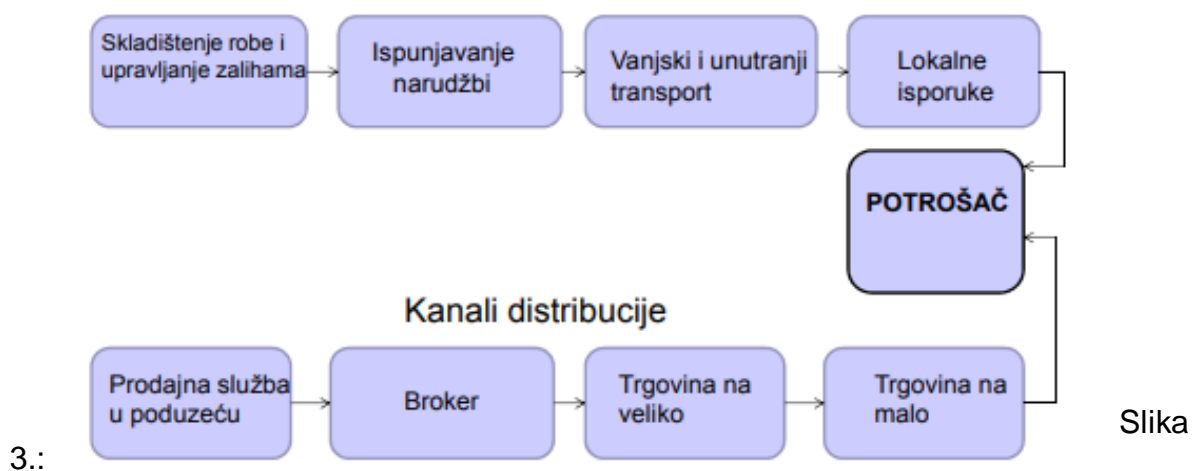 Skladištenje robe i
upravljanje zalihama
Ispunjavanje
narudžbi
Vanjski i unutranji
transport
Lokalne
isporuke
POTROŠAČ
Kanali distribucije
Prodajna služba
u poduzeću
Broker
Trgovina na
veliko
Trgovina na
malo
Slika
3.: